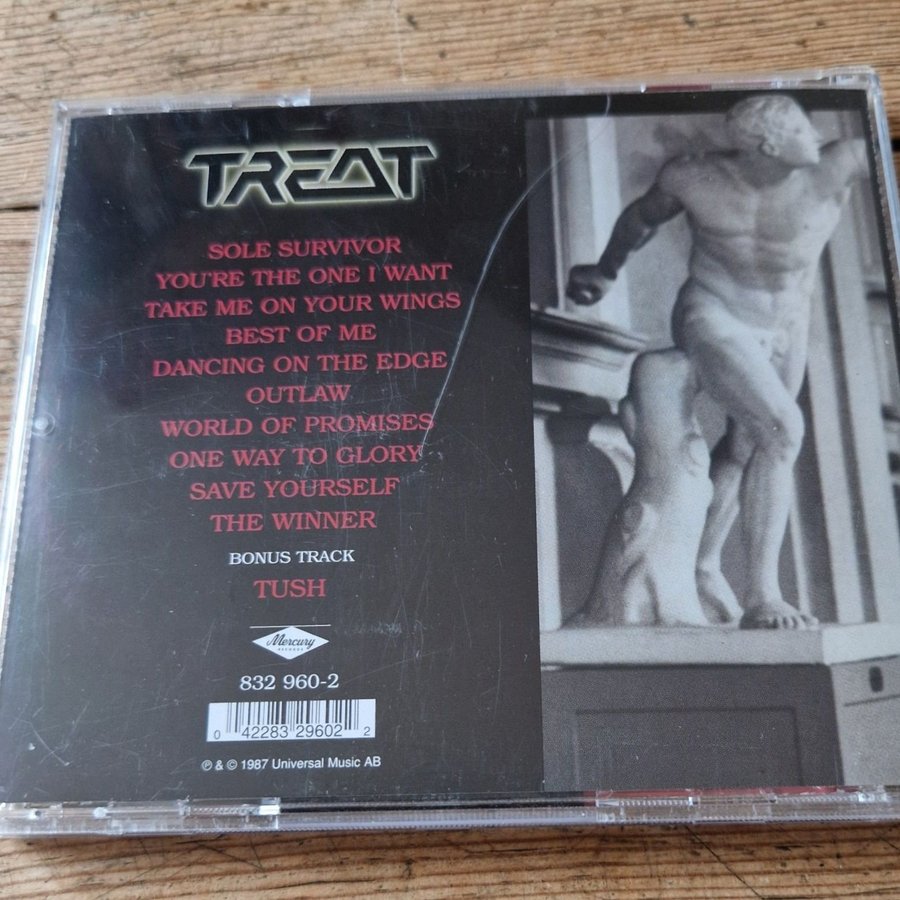 TREAT
SOLE SURVIVOR
YOU'RE THE ONE I WANT
TAKE ME ON YOUR WINGS
BEST OF ME
DANCING ON THE EDGE
OUTLAW
WORLD OF PROMISES
ONE WAY TO GLORY
SAVE YOURSELF
THE WINNER
BONUS TRACK
TUSH
Mercury
RECORDS
832 960-2
0 42283 29602 2
℗ & © 1987 Universal Music AB